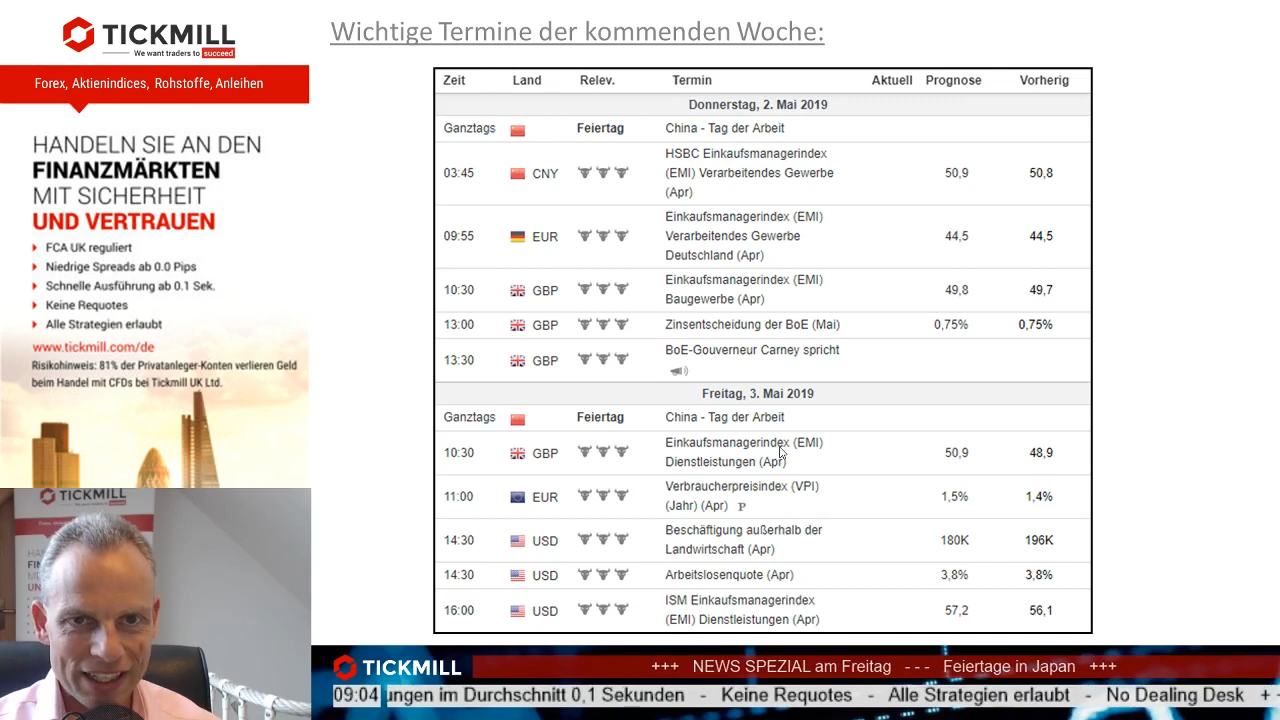 TICKMILL
We want traders to succeed
Forex, Aktienindices, Rohstoffe, Anleihen
HANDELN SIE AN DEN
FINANZMÄRKTEN
MIT SICHERHEIT
UND VERTRAUEN
FCA UK reguliert
Niedrige Spreads ab 0.0 Pips
Schnelle Ausführung ab 0.1 Sek.
Keine Requotes
Alle Strategien erlaubt
www.tickmill.com/de
Risikohinweis: 81% der Privatanleger-Konten verlieren Geld
beim Handel mit CFDs bei Tickmill UK Ltd.
TICKMILL
Wichtige Termine der kommenden Woche:
Zeit Land Relev. Termin Aktuell Prognose Vorherig
Donnerstag, 2. Mai 2019
Ganztags Feiertag China - Tag der Arbeit
HSBC Einkaufsmanagerindex
03:45 CNY (EMI) Verarbeitendes Gewerbe 50,9 50,8
(Apr)
Einkaufsmanagerindex (EMI)
09:55 EUR Verarbeitendes Gewerbe 44,5 44,5
Deutschland (Apr)
10:30 GBP Einkaufsmanagerindex (EMI) 49,8 49,7
Baugewerbe (Apr)
13:00 GBP Zinsentscheidung der BoE (Mai) 0,75% 0,75%
13:30 GBP BoE-Gouverneur Carney spricht
Freitag, 3. Mai 2019
Ganztags Feiertag China - Tag der Arbeit
10:30 GBP Einkaufsmanagerindex (EMI) 50,9 48,9
Dienstleistungen (Apr)
11:00 EUR Verbraucherpreisindex (VPI) 1,5% 1,4%
(Jahr) (Apr) P
14:30 USD Beschäftigung außerhalb der 180K 196K
Landwirtschaft (Apr)
14:30 USD Arbeitslosenquote (Apr) 3,8% 3,8%
16:00 USD ISM Einkaufsmanagerindex 57,2 56,1
(EMI) Dienstleistungen (Apr)
TICKMILL +++ NEWS SPEZIAL am Freitag --- Feiertage in Japan +++
09:04 ungen im Durchschnitt 0,1 Sekunden - Keine Requotes - Alle Strategien erlaubt - No Dealing Desk +